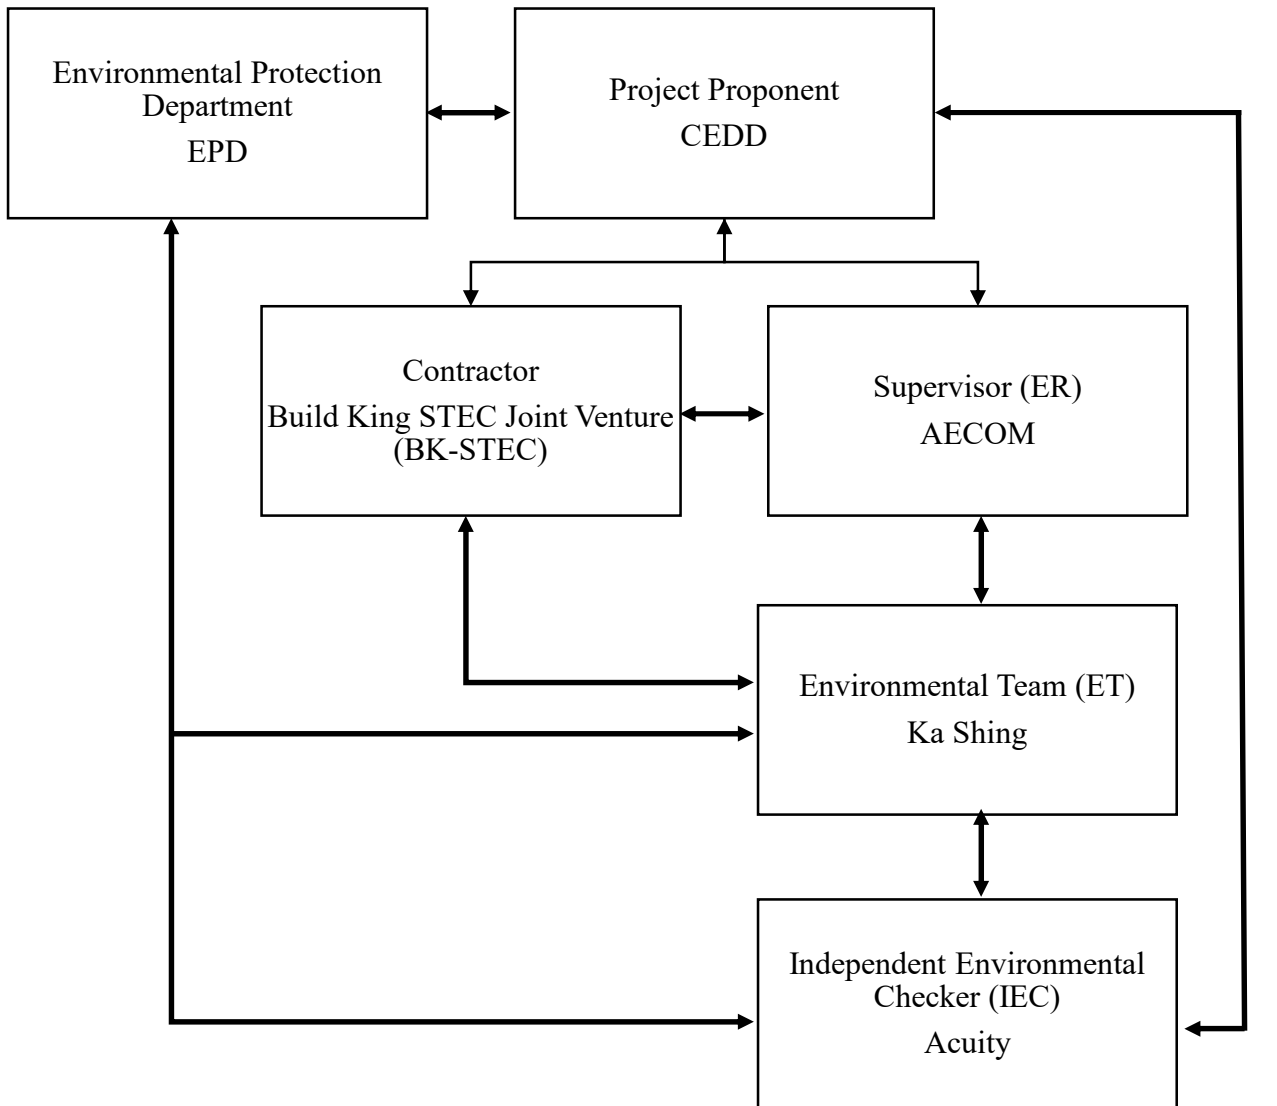 Environmental Protection
Department
EPD
Project Proponent
CEDD
Contractor
Build King STEC Joint Venture
(BK-STEC)
Supervisor (ER)
AECOM
Environmental Team (ET)
Ka Shing
Independent Environmental
Checker (IEC)
Acuity